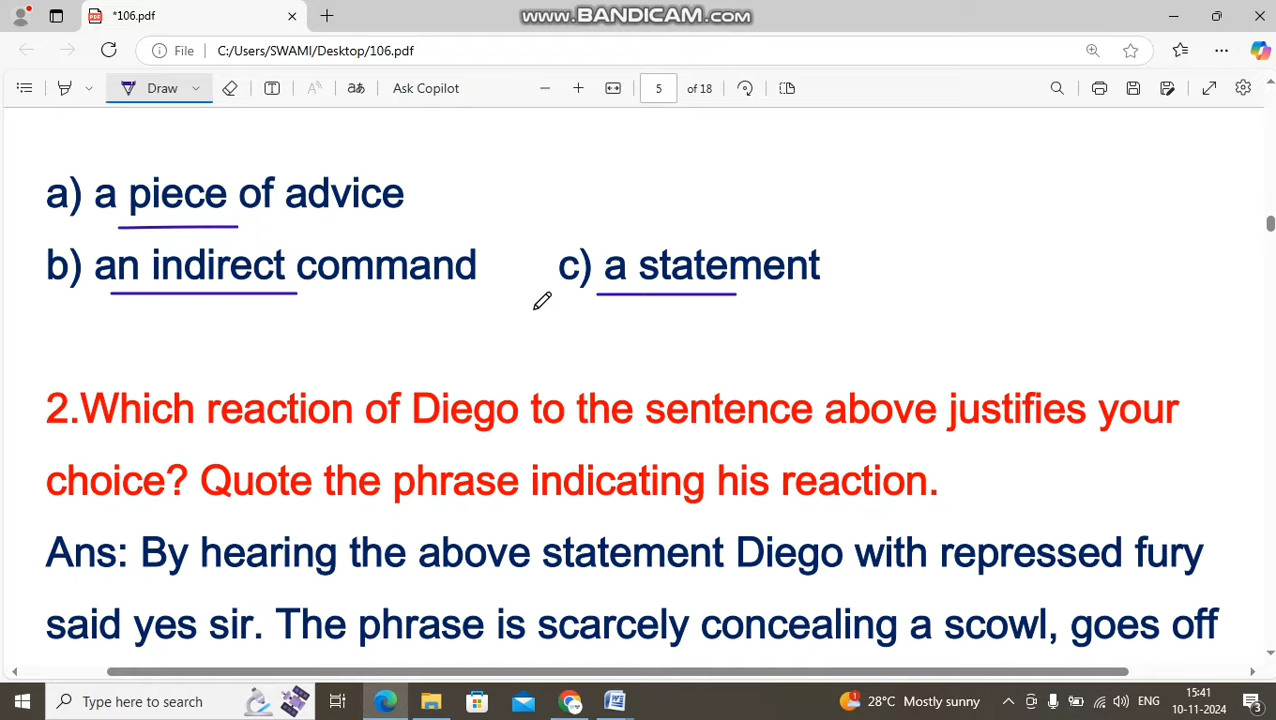 *106.pdf
www.BANDICAM.com
File C:/Users/SWAMI/Desktop/106.pdf
Draw Ask Copilot 5 of 18
a) a piece of advice
b) an indirect command c) a statement
2.Which reaction of Diego to the sentence above justifies your
choice? Quote the phrase indicating his reaction.
Ans: By hearing the above statement Diego with repressed fury
said yes sir. The phrase is scarcely concealing a scowl, goes off
Type here to search 28°C Mostly sunny ENG 15:41
10-11-2024 3